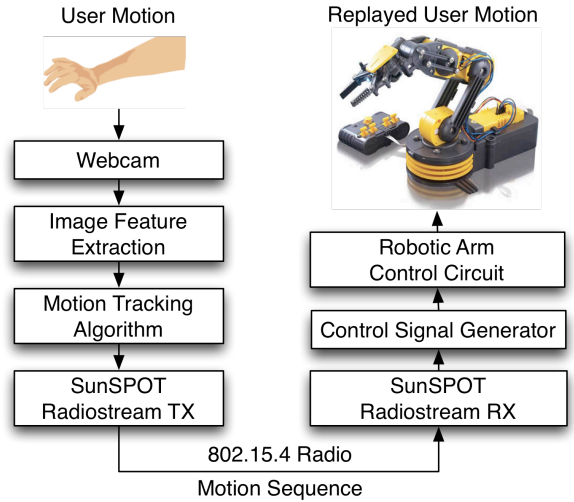 User Motion
Webcam
Image Feature
Extraction
Motion Tracking
Algorithm
SunSPOT
Radiostream TX
802.15.4 Radio
Motion Sequence
Replayed User Motion
Robotic Arm
Control Circuit
Control Signal Generator
SunSPOT
Radiostream RX